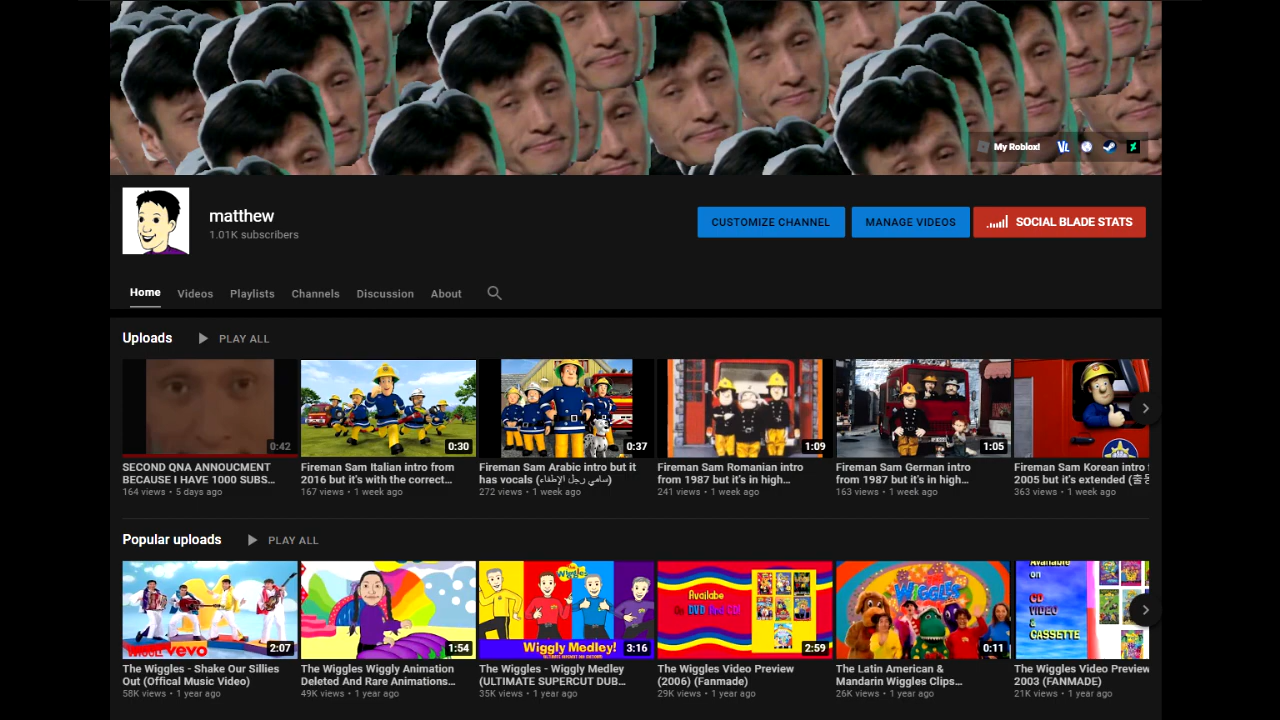 My Roblox!
VL
matthew
1.01K subscribers
CUSTOMIZE CHANNEL
MANAGE VIDEOS
SOCIAL BLADE STATS
Home
Videos
Playlists
Channels
Discussion
About
Uploads
PLAY ALL
0:42
0:30
0:37
1:09
1:05
SECOND QNA ANNOUCMENT
BECAUSE I HAVE 1000 SUBS...
164 views • 5 days ago
Fireman Sam Italian intro from
2016 but it's with the correct...
167 views • 1 week ago
Fireman Sam Arabic intro but it
has vocals (سامي رجل الإطفاء)
272 views • 1 week ago
Fireman Sam Romanian intro
from 1987 but it's in high...
241 views • 1 week ago
Fireman Sam German intro
from 1987 but it's in high...
163 views • 1 week ago
Fireman Sam Korean intro
2005 but it's extended (출
363 views • 1 week ago
Popular uploads
PLAY ALL
WIGGLES vevo
2:07
1:54
Wiggles
Wiggly Medley!
3:16
Availabe
On DVD And CD!
2:59
WIGGLES
0:11
Available
on
CD
VIDEO
&
CASSETTE
The Wiggles - Shake Our Sillies
Out (Offical Music Video)
58K views • 1 year ago
The Wiggles Wiggly Animation
Deleted And Rare Animations...
49K views • 1 year ago
The Wiggles - Wiggly Medley
(ULTIMATE SUPERCUT DUB...
35K views • 1 year ago
The Wiggles Video Preview
(2006) (Fanmade)
29K views • 1 year ago
The Latin American &
Mandarin Wiggles Clips...
26K views • 1 year ago
The Wiggles Video Preview
2003 (FANMADE)
21K views • 1 year ago